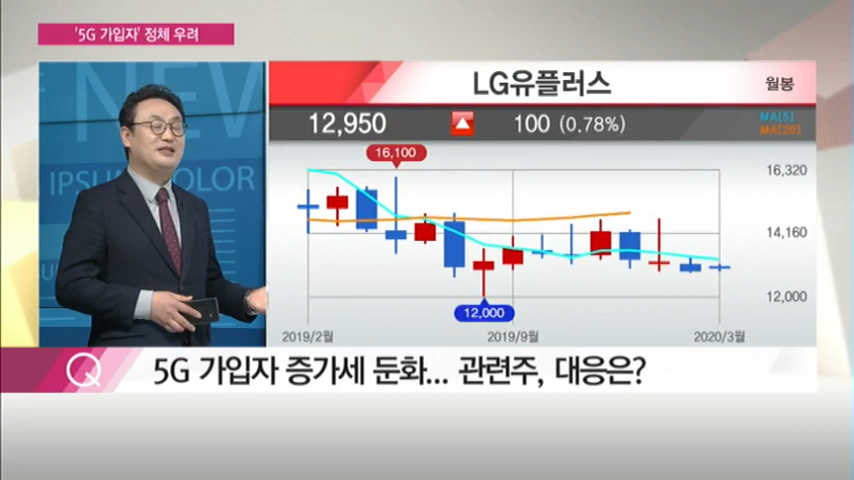 '5G 가입자' 정체 우려
NEW
IPSUM DOLOR
LG유플러스
월봉
12,950
100 (0.78%)
MA[5]
MA[20]
16,100
16,320
14,160
12,000
12,000
2019/2월
2019/9월
2020/3월
Q
5G 가입자 증가세 둔화... 관련주, 대응은?